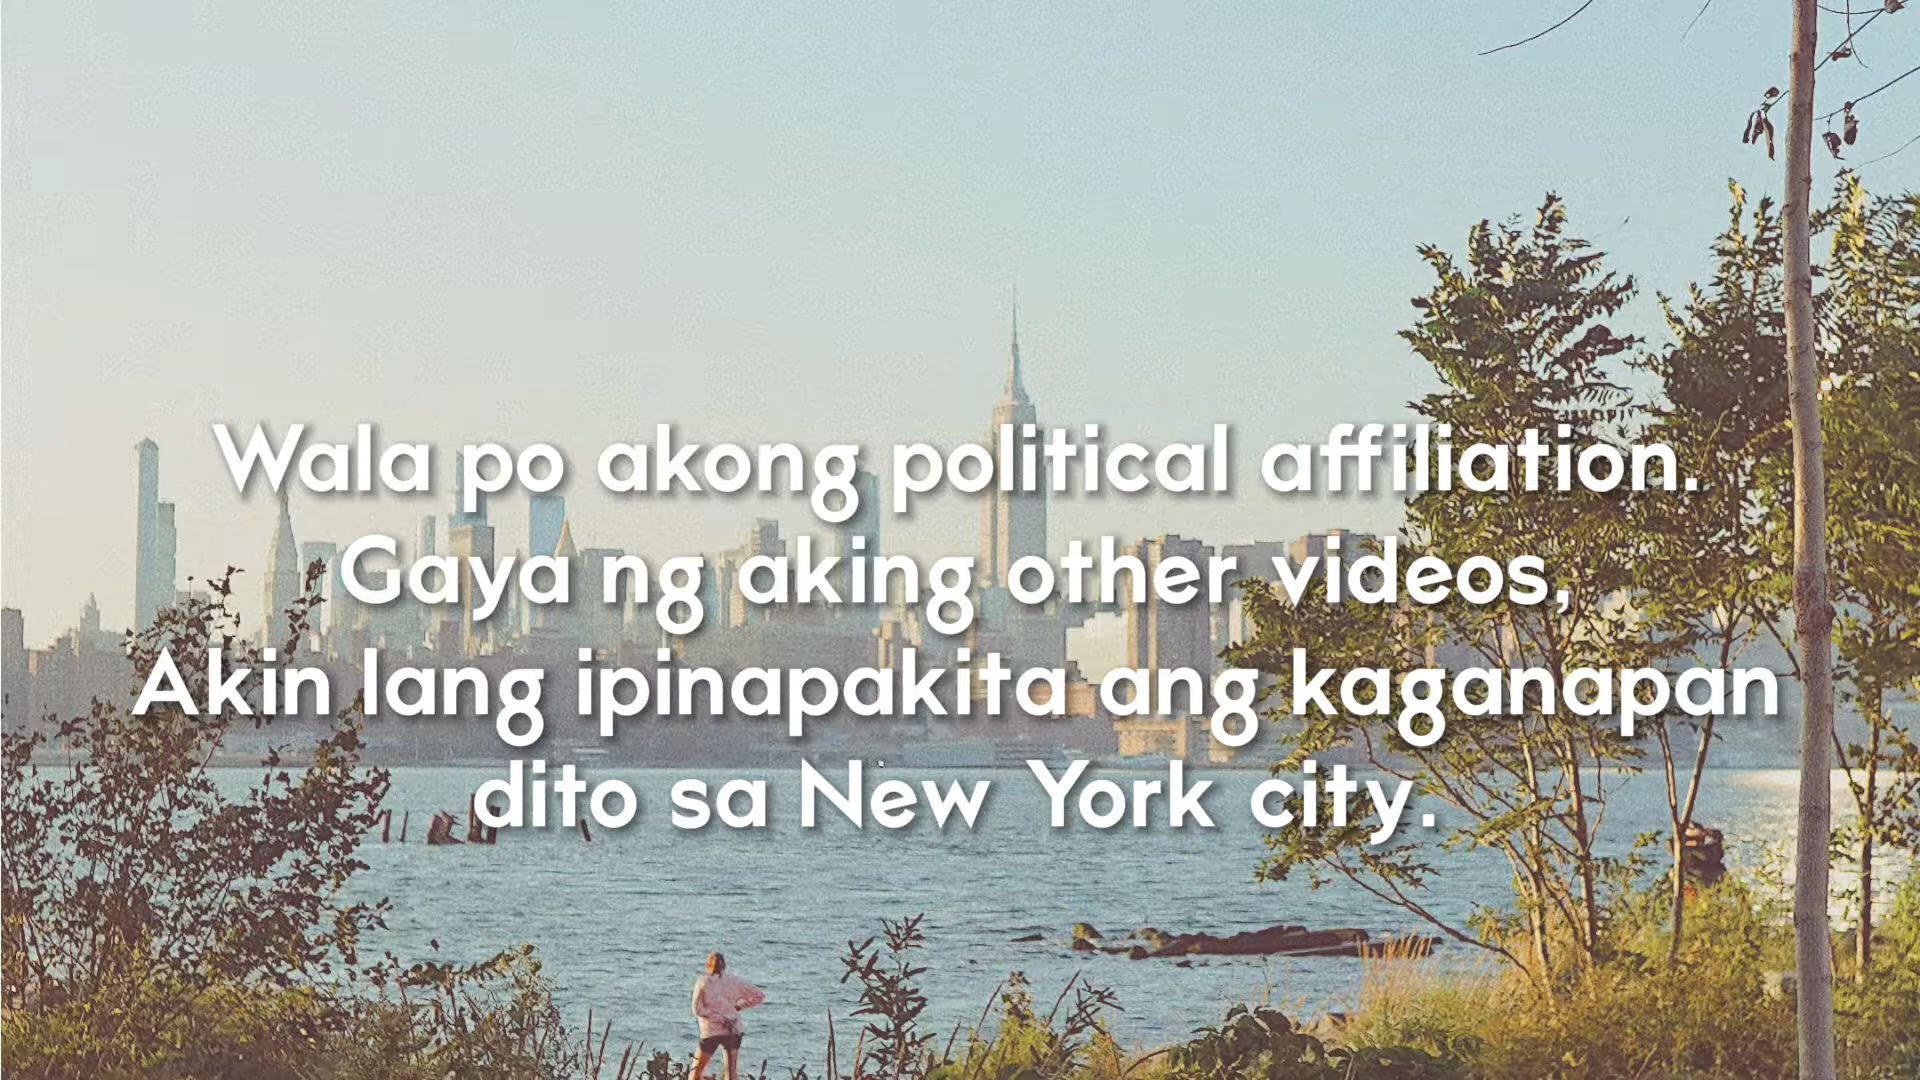 Wala po akong political affiliation.
Gaya ng aking other videos,
Akin lang ipinapakita ang kaganapan
dito sa New York city.